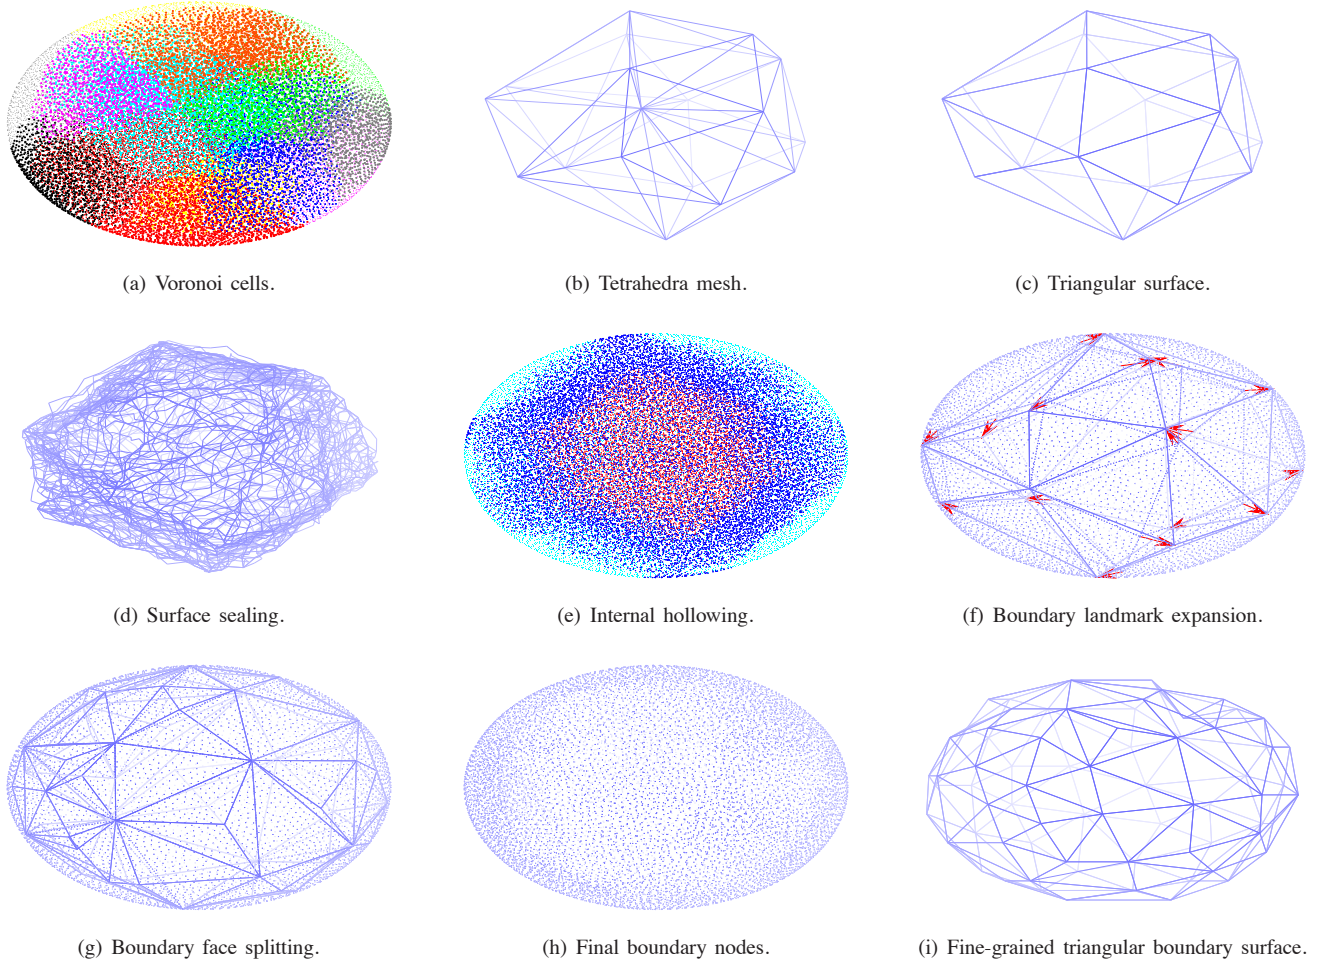 (a) Voronoi cells.
(b) Tetrahedra mesh.
(c) Triangular surface.
(d) Surface sealing.
(e) Internal hollowing.
(f) Boundary landmark expansion.
(g) Boundary face splitting.
(h) Final boundary nodes.
(i) Fine-grained triangular boundary surface.